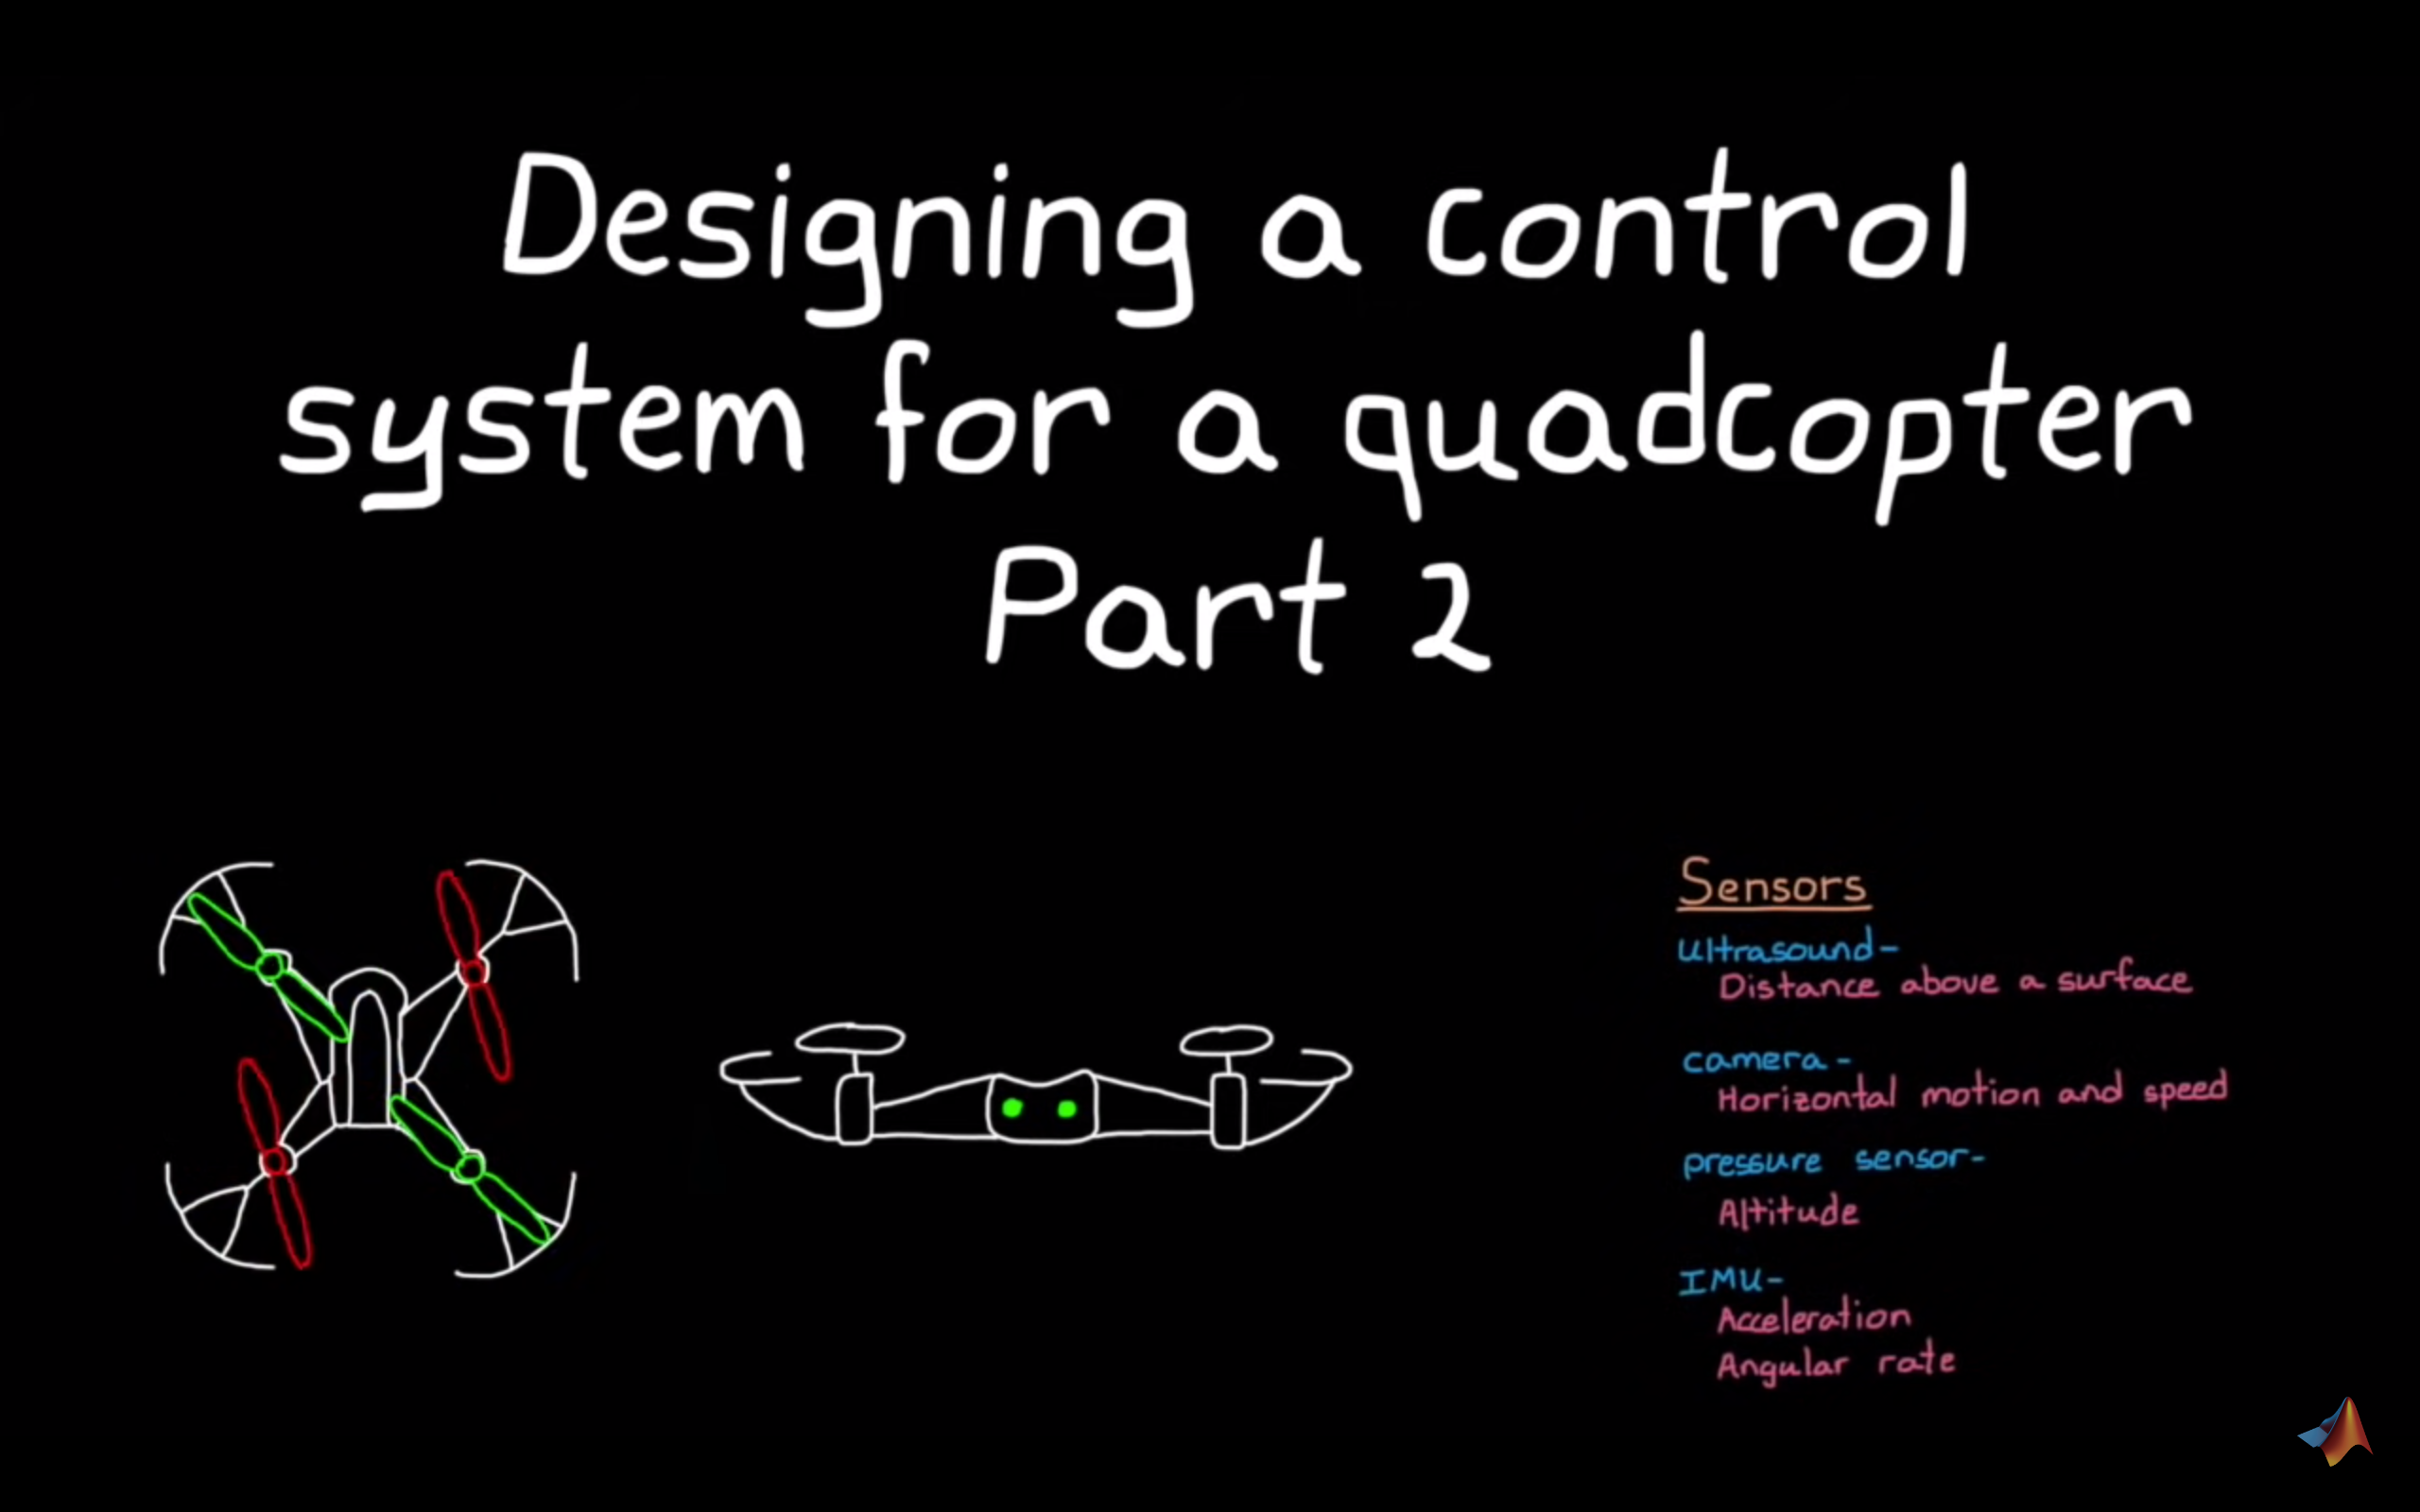 Designing a control
system for a quadcopter
Part 2
Sensors
ultrasound-
Distance above a surface
camera-
Horizontal motion and speed
pressure sensor-
Altitude
IMU-
Acceleration
Angular rate